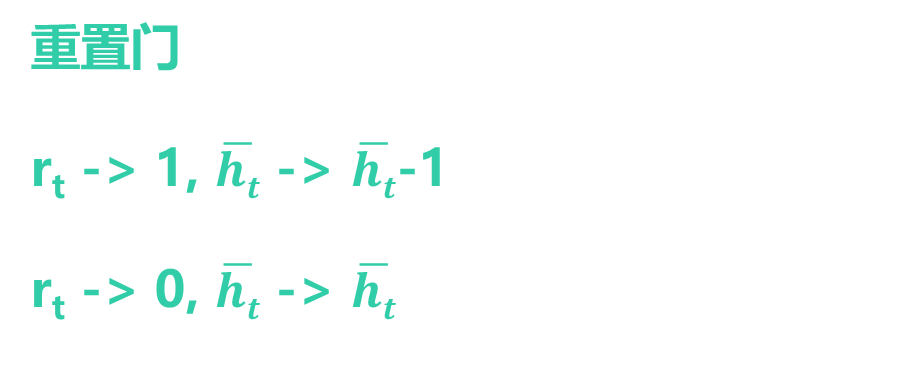 重置门
rₜ -> 1, h̅ₜ -> h̅ₜ-1
rₜ -> 0, h̅ₜ -> h̅ₜ